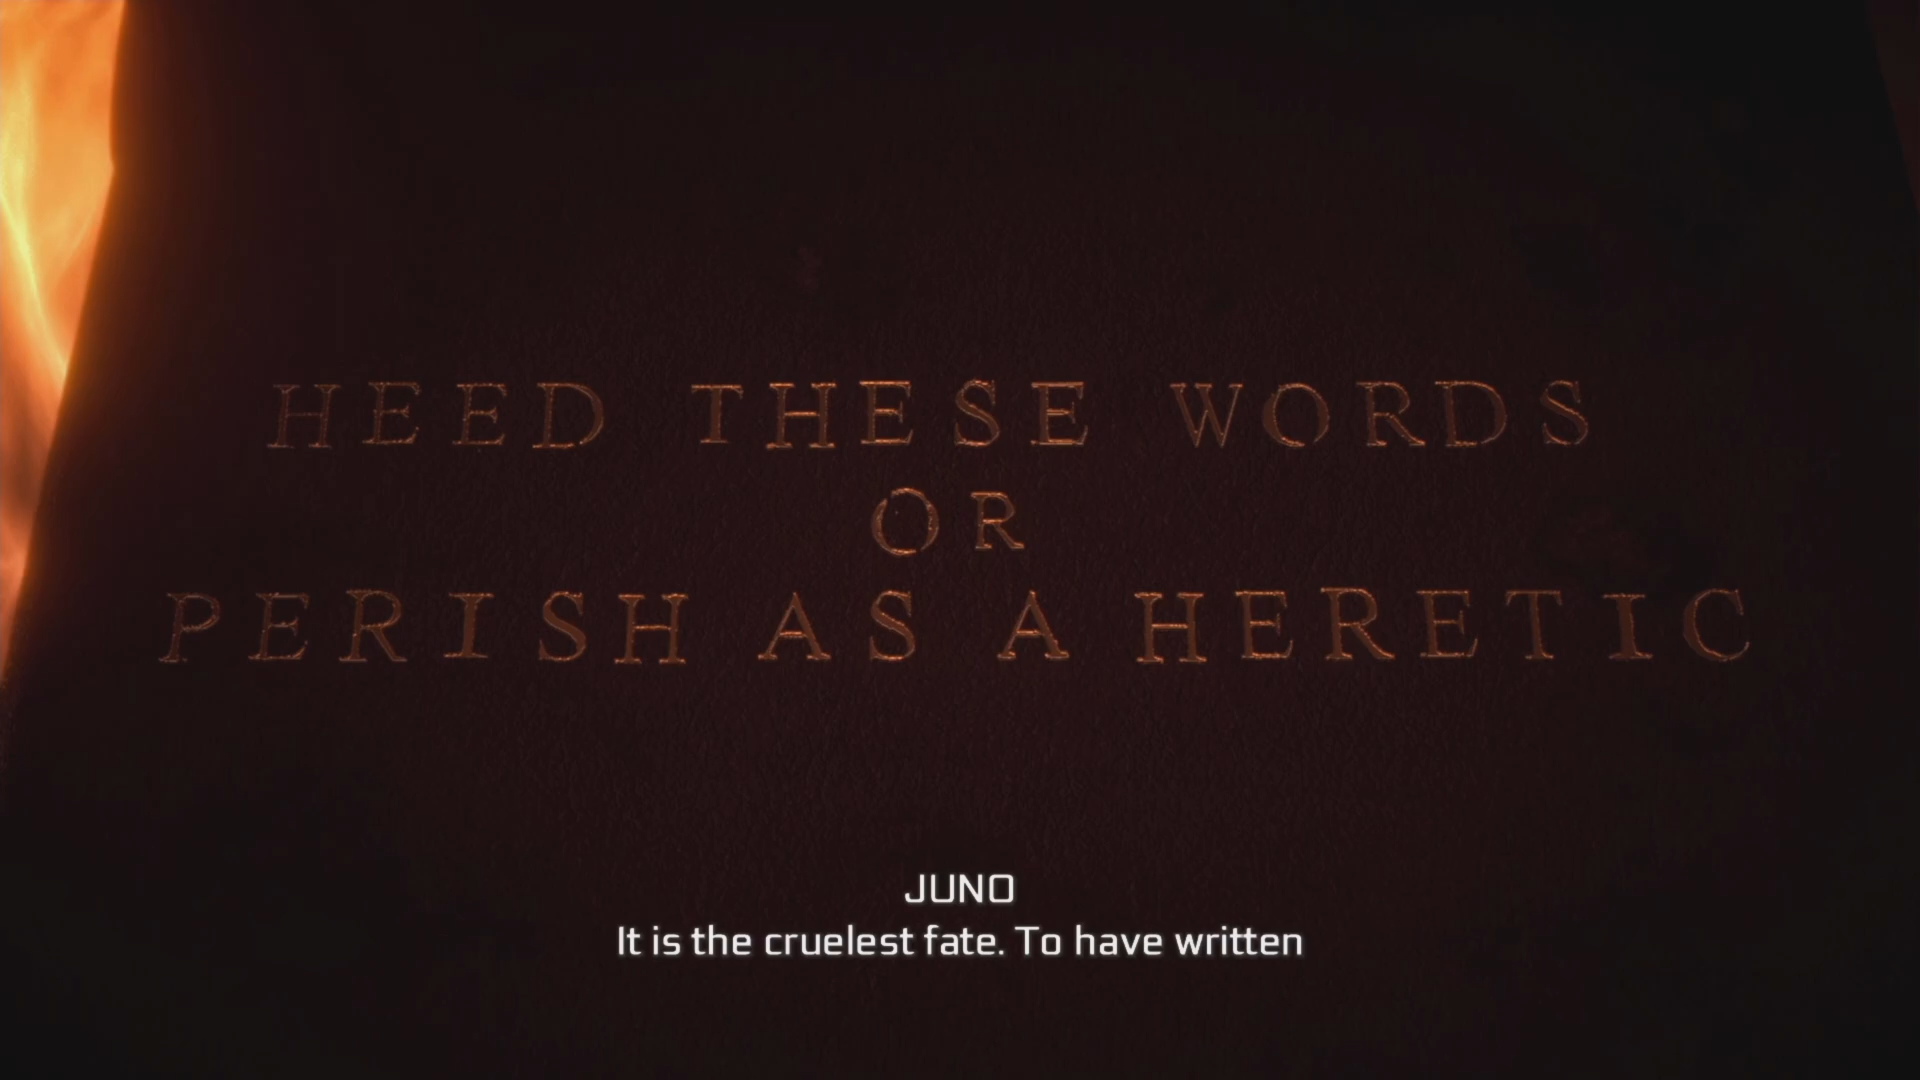 HEED THESE WORDS
OR
PERISH AS A HERETIC
JUNO
It is the cruelest fate. To have written